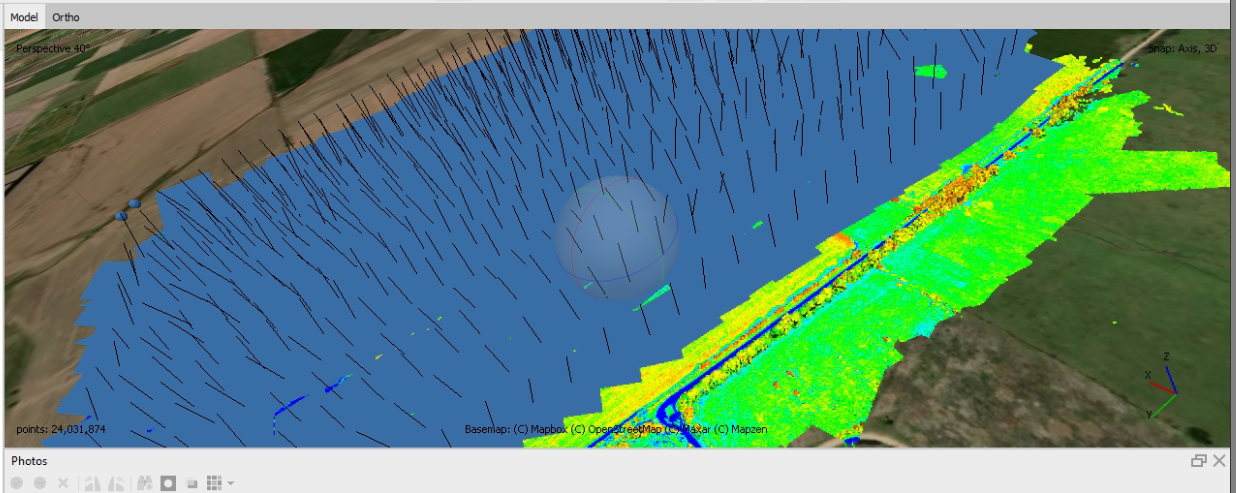 Model Ortho
Perspective 40°
Snap: Axis, 3D
Z
X
Y
points: 24,031,874
Basemap: (C) Mapbox (C) OpenStreetMap (C) Maxar (C) Mapzen
Photos